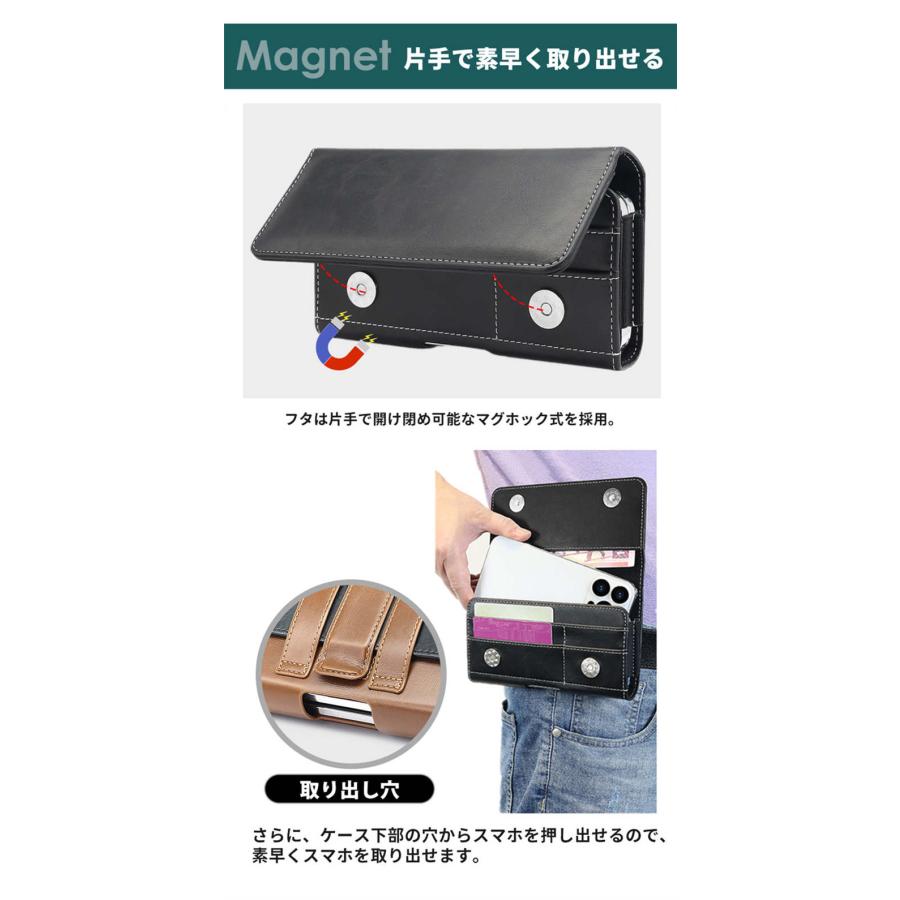 Magnet 片手で素早く取り出せる
フタは片手で開け閉め可能なマグホック式を採用。
取り出し穴
さらに、ケース下部の穴からスマホを押し出せるので、
素早くスマホを取り出せます。